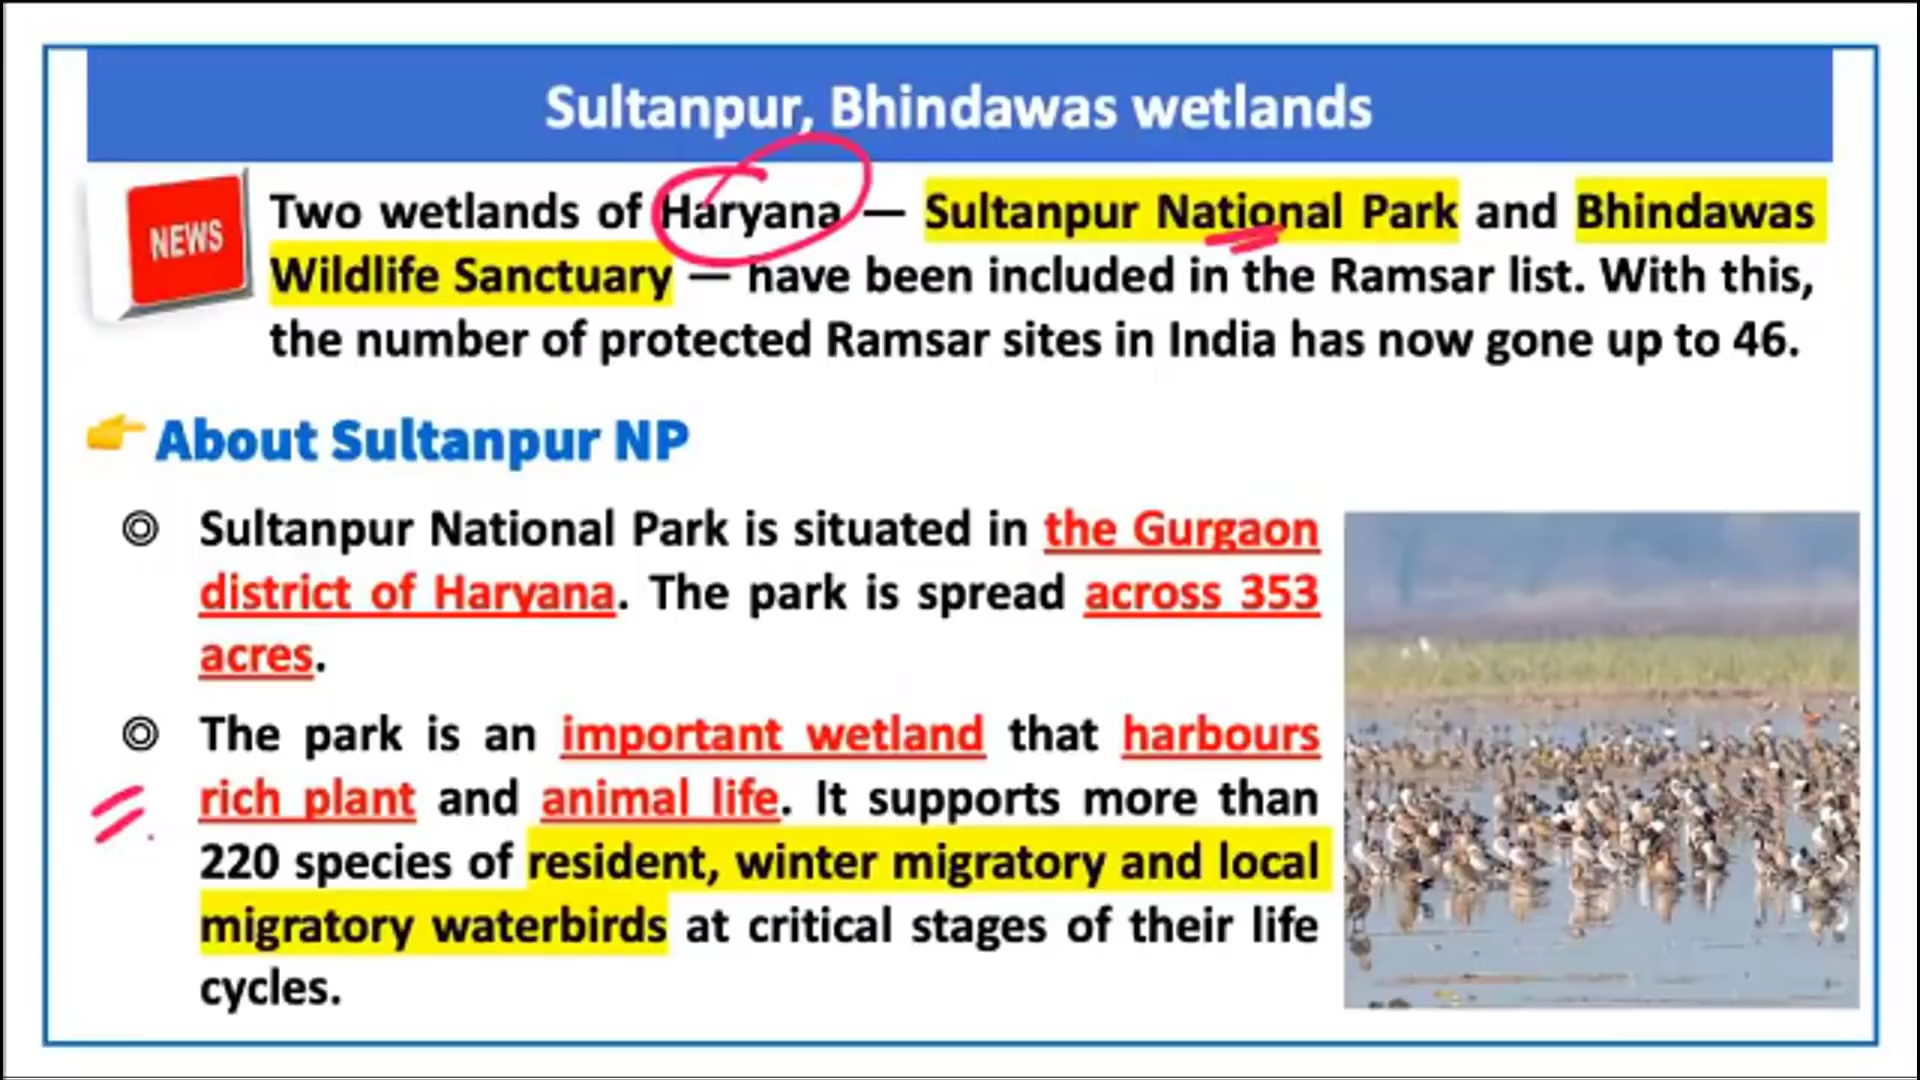 Sultanpur, Bhindawas wetlands
NEWS
Two wetlands of Haryana — Sultanpur National Park and Bhindawas
Wildlife Sanctuary — have been included in the Ramsar list. With this,
the number of protected Ramsar sites in India has now gone up to 46.
About Sultanpur NP
Sultanpur National Park is situated in the Gurgaon
district of Haryana. The park is spread across 353
acres.
The park is an important wetland that harbours
rich plant and animal life. It supports more than
220 species of resident, winter migratory and local
migratory waterbirds at critical stages of their life
cycles.